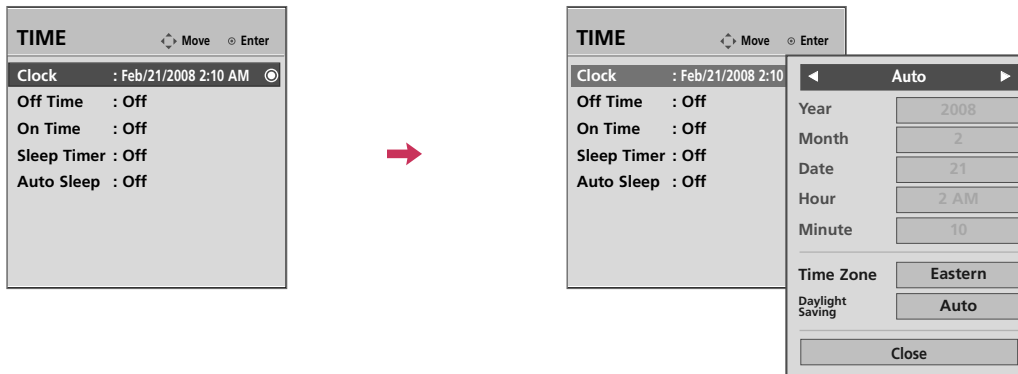 TIME Move Enter
Clock : Feb/21/2008 2:10 AM
Off Time : Off
On Time : Off
Sleep Timer : Off
Auto Sleep : Off
TIME Move Enter
Clock : Feb/21/2008 2:10
Off Time : Off
On Time : Off
Sleep Timer : Off
Auto Sleep : Off
Auto
Year 2008
Month 2
Date 21
Hour 2 AM
Minute 10
Time Zone Eastern
Daylight
Saving
Auto
Close